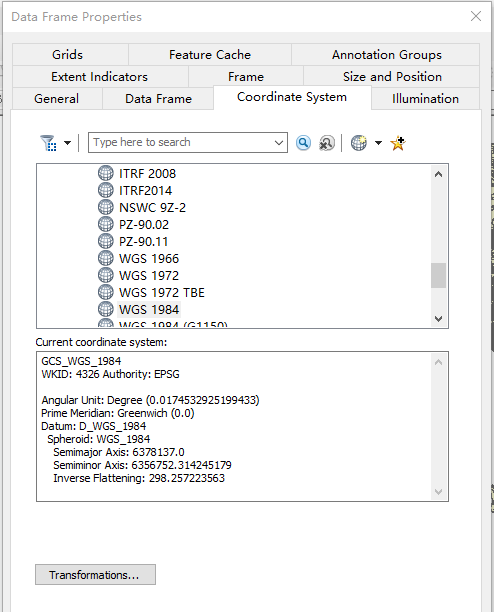 Data Frame Properties
Grids
Feature Cache
Annotation Groups
Extent Indicators
Frame
Size and Position
General
Data Frame
Coordinate System
Illumination
Type here to search
ITRF 2008
ITRF2014
NSWC 9Z-2
PZ-90.02
PZ-90.11
WGS 1966
WGS 1972
WGS 1972 TBE
WGS 1984
WGS 1984 (G1150)
Current coordinate system:
GCS_WGS_1984
WKID: 4326 Authority: EPSG
Angular Unit: Degree (0.0174532925199433)
Prime Meridian: Greenwich (0.0)
Datum: D_WGS_1984
Spheroid: WGS_1984
Semimajor Axis: 6378137.0
Semiminor Axis: 6356752.314245179
Inverse Flattening: 298.257223563
Transformations...